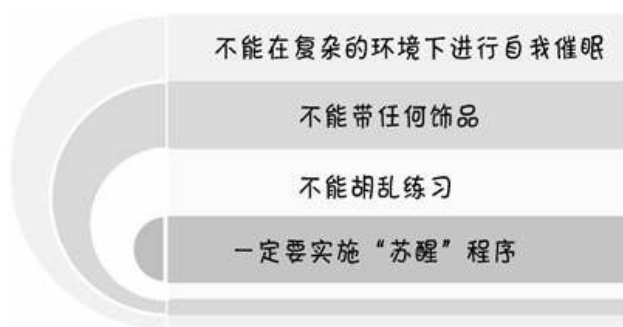 不能在复杂的环境下进行自我催眠
不能带任何饰品
不能胡乱练习
一定要实施“苏醒”程序